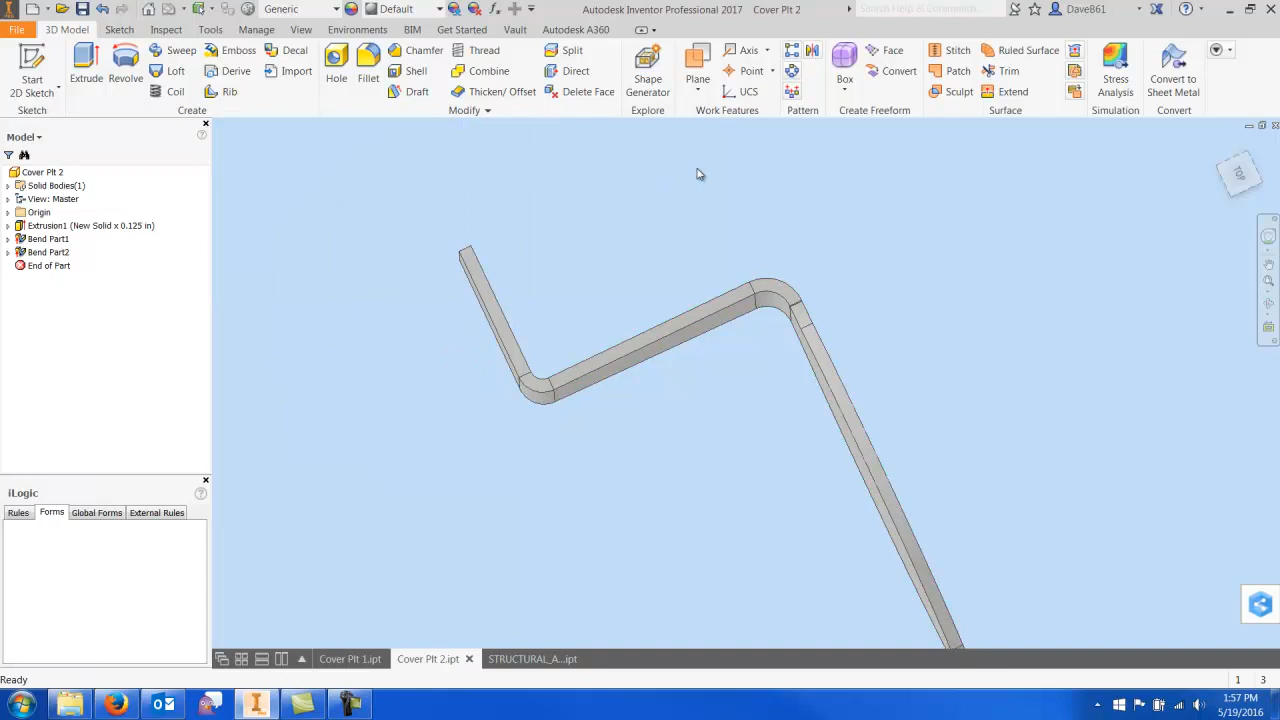 Generic
Default
Autodesk Inventor Professional 2017 Cover Plt 2
Search Help & Commands...
DaveB61
File 3D Model Sketch Inspect Tools Manage View Environments BIM Get Started Vault Autodesk A360
Start
2D Sketch
Extrude
Revolve
Sweep
Loft
Coil
Emboss
Derive
Rib
Decal
Import
Hole
Fillet
Chamfer
Shell
Draft
Thread
Combine
Thicken/ Offset
Split
Direct
Delete Face
Shape
Generator
Plane
Axis
Point
UCS
Box
Face
Convert
Stitch
Patch
Sculpt
Ruled Surface
Trim
Extend
Stress
Analysis
Convert to
Sheet Metal
Sketch Create Modify Explore Work Features Pattern Create Freeform Surface Simulation Convert
Model
Cover Plt 2
Solid Bodies(1)
View: Master
Origin
Extrusion1 (New Solid x 0.125 in)
Bend Part1
Bend Part2
End of Part
TOP
iLogic
Rules Forms Global Forms External Rules
Cover Plt 1.ipt Cover Plt 2.ipt STRUCTURAL_A...ipt
Ready
1 3
1:57 PM
5/19/2016